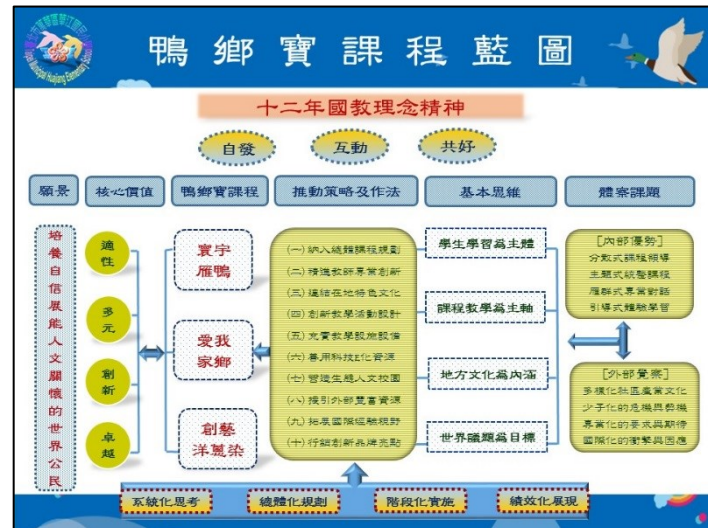 鴨鄉寶課程藍圖
十二年國教理念精神
自發
互動
共好
願景
核心價值
鴨鄉寶課程
推動策略及作法
基本思維
體察課題
培養自信展能人文關懷的世界公民
適性
多元
創新
卓越
寰宇
雁鴨
愛我
家鄉
創藝
洋蔥染
(一)納入總體課程規劃
(二)精進教師專業創新
(三)連結在地特色文化
(四)創新教學活動設計
(五)充實教學設施設備
(六)善用科技E化資源
(七)營造生態人文校園
(八)援引外部豐富資源
(九)拓展國際經驗視野
(十)行銷創新品牌亮點
學生學習為主體
課程教學為主軸
地方文化為內涵
世界議題為目標
[內部優勢]
分散式課程領導
主題式統整課程
雁群式專業對話
引導式體驗學習
[外部覺察]
多樣化社區產業文化
少子化的危機與契機
專業化的要求與期待
國際化的衝擊與因應
系統化思考
總體化規劃
階段化實施
績效化展現